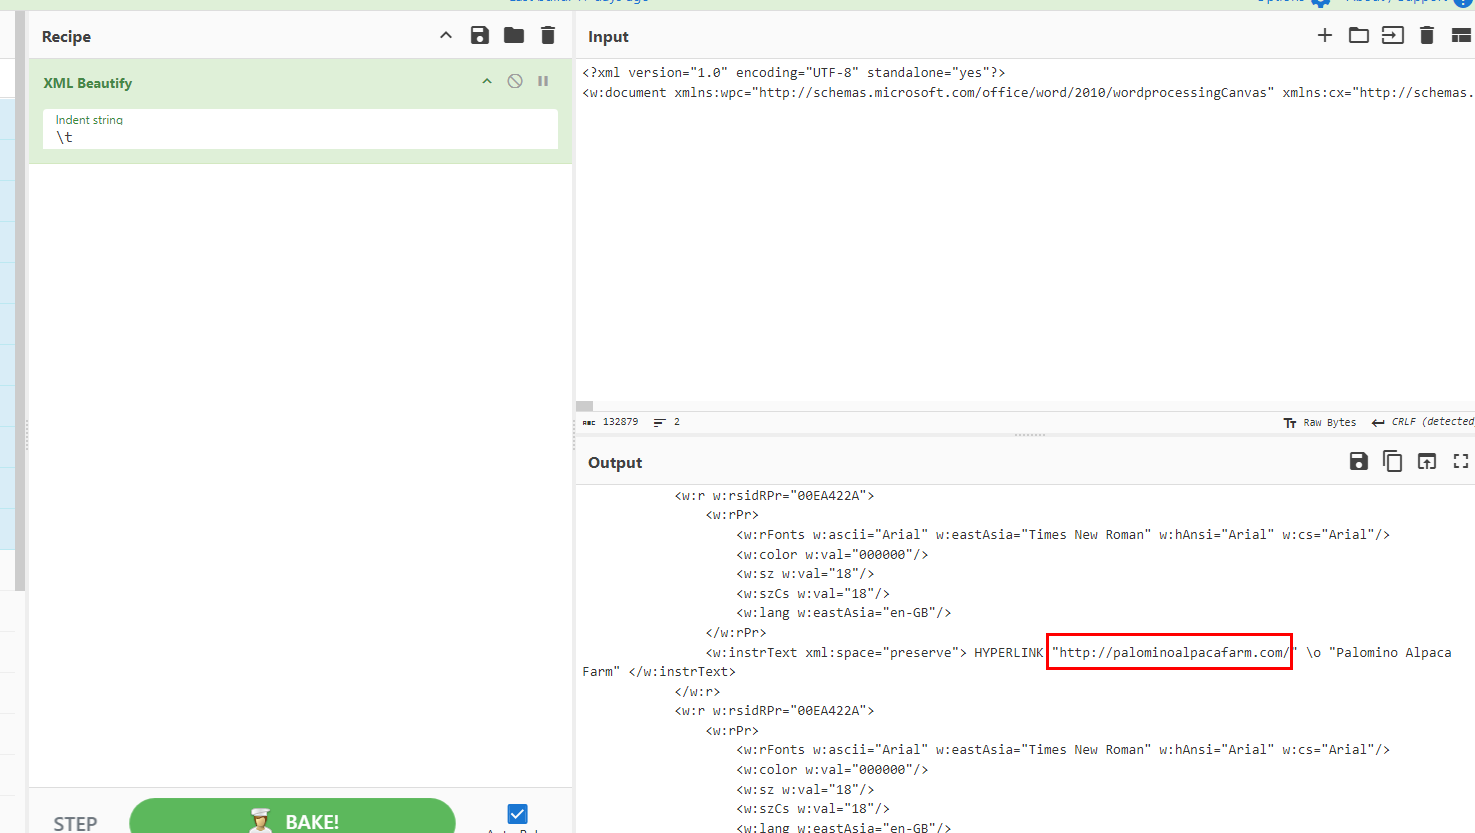 Recipe
XML Beautify
Indent string
\t
STEP
BAKE!
Input
<?xml version="1.0" encoding="UTF-8" standalone="yes"?>
<w:document xmlns:wpc="http://schemas.microsoft.com/office/word/2010/wordprocessingCanvas" xmlns:cx="http://schemas.
132879
2
Raw Bytes
CRLF (detected
Output
<w:r w:rsidRPr="00EA422A">
<w:rPr>
<w:rFonts w:ascii="Arial" w:eastAsia="Times New Roman" w:hAnsi="Arial" w:cs="Arial"/>
<w:color w:val="000000"/>
<w:sz w:val="18"/>
<w:szCs w:val="18"/>
<w:lang w:eastAsia="en-GB"/>
</w:rPr>
<w:instrText xml:space="preserve"> HYPERLINK "http://palominoalpacafarm.com/" \o "Palomino Alpaca
Farm" </w:instrText>
</w:r>
<w:r w:rsidRPr="00EA422A">
<w:rPr>
<w:rFonts w:ascii="Arial" w:eastAsia="Times New Roman" w:hAnsi="Arial" w:cs="Arial"/>
<w:color w:val="000000"/>
<w:sz w:val="18"/>
<w:szCs w:val="18"/>
<w:lang w:eastAsia="en-GB"/>